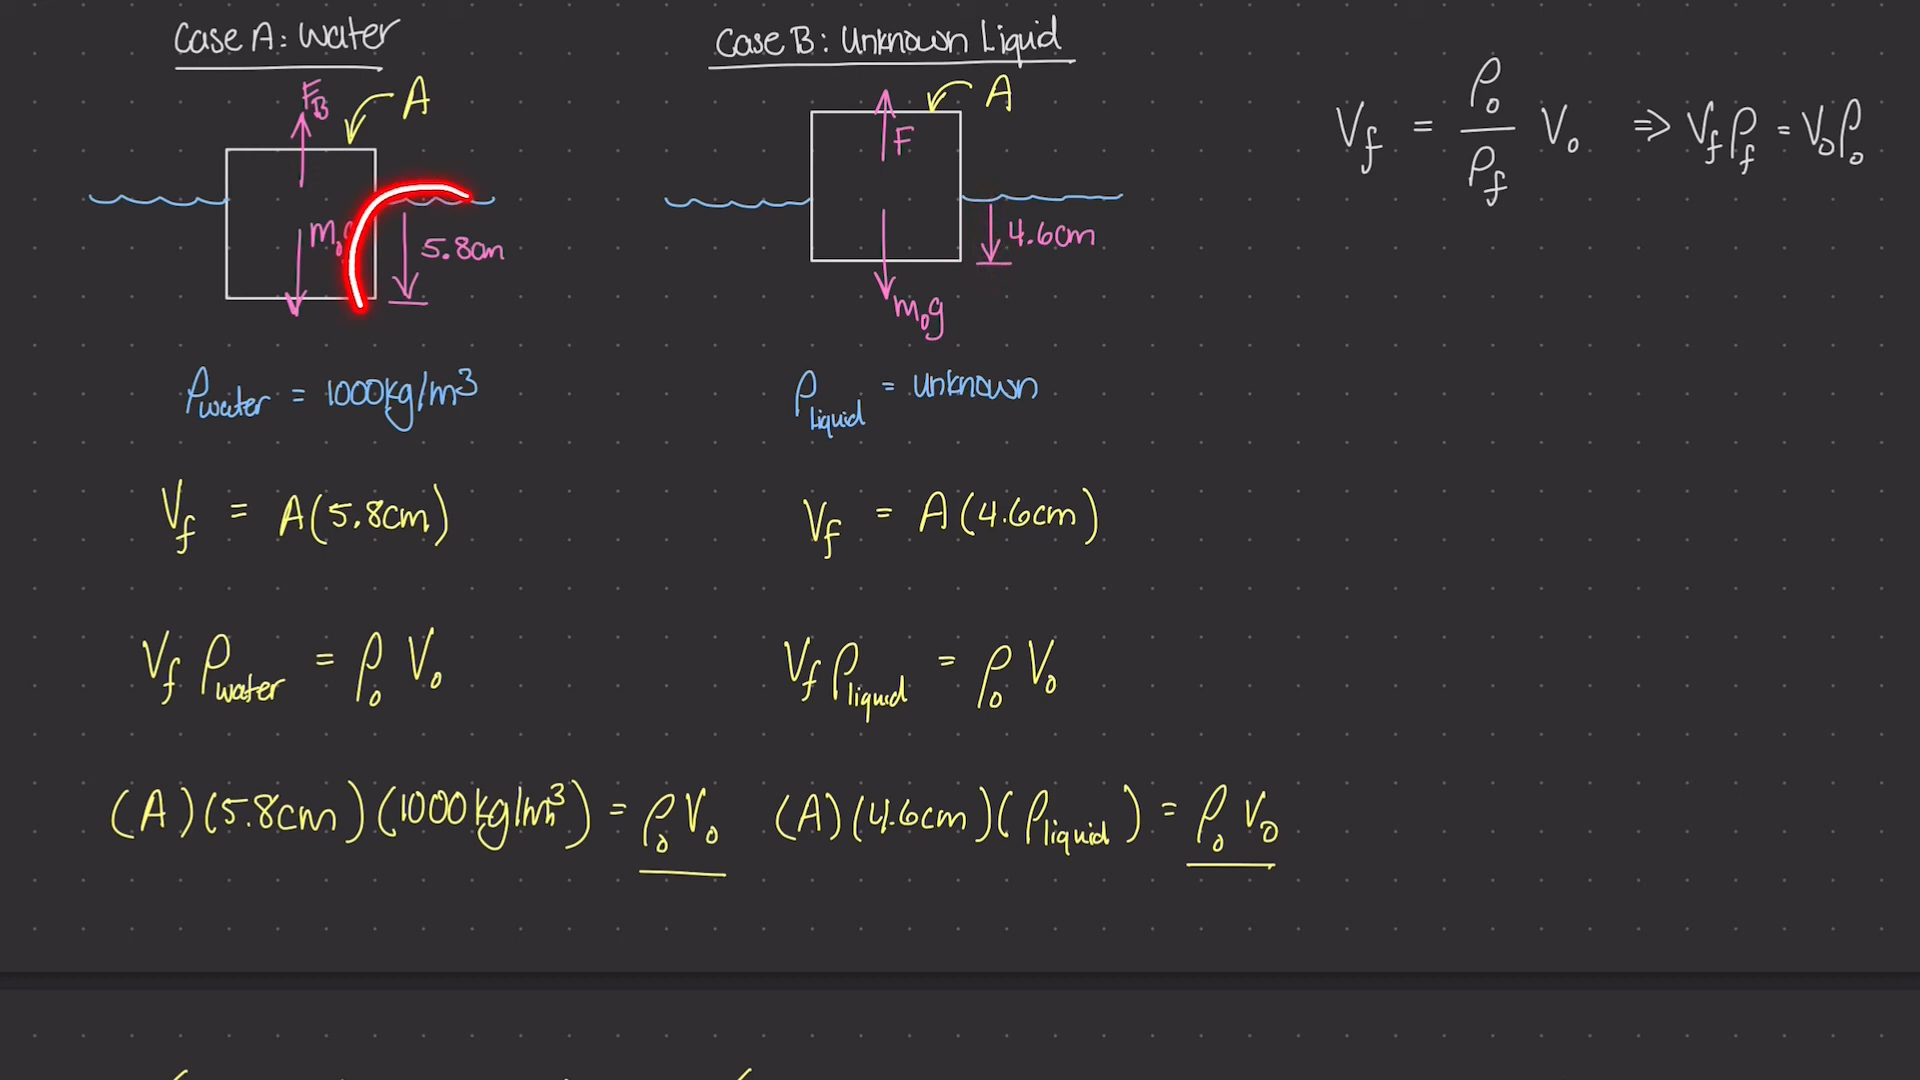 Case A: Water
F_B
A
m_o
5.8cm
ρ_water = 1000kg/m³
V_f = A(5.8cm)
V_f ρ_water = ρ_o V_o
(A)(5.8cm)(1000kg/m³) = ρ_o V_o
Case B: Unknown Liquid
A
F
4.6cm
m_o g
ρ_liquid = unknown
V_f = A(4.6cm)
V_f ρ_liquid = ρ_o V_o
(A)(4.6cm)(ρ_liquid) = ρ_o V_o
V_f = ρ_o/ρ_f V_o ⇒ V_f ρ_f = V_o ρ_o